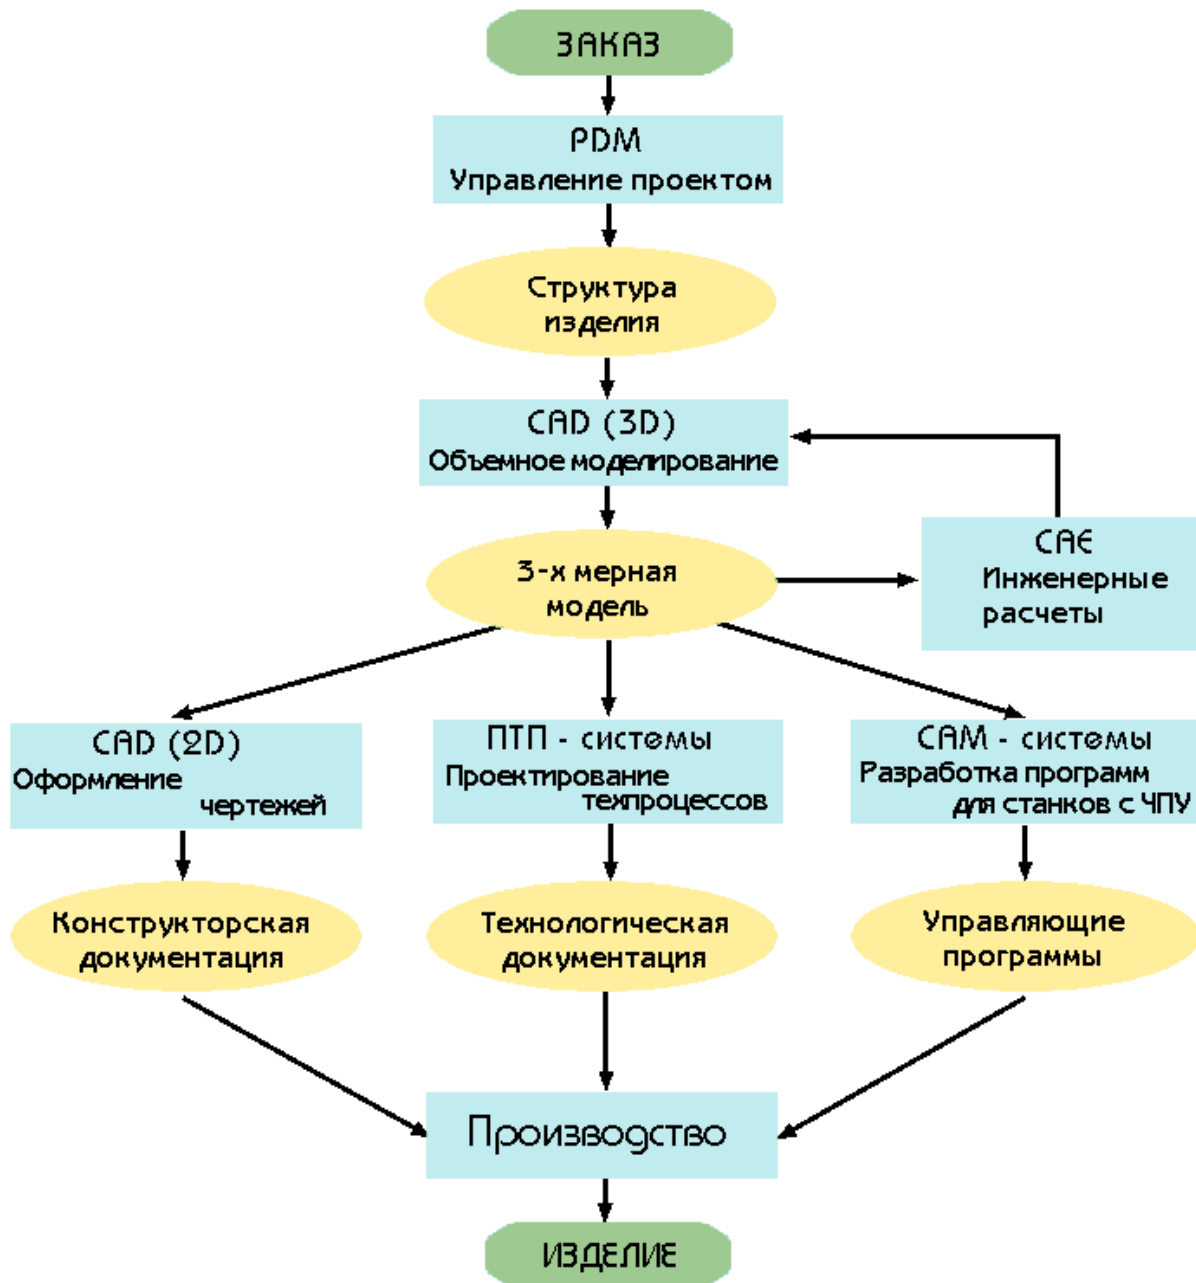 ЗАКАЗ
PDM
Управление проектом
Структура
изделия
CAD (3D)
Объемное моделирование
3-х мерная
модель
CAE
Инженерные
расчеты
CAD (2D)
Оформление
чертежей
ПТП - системы
Проектирование
техпроцессов
CAM - системы
Разработка программ
для станков с ЧПУ
Конструкторская
документация
Технологическая
документация
Управляющие
программы
Производство
ИЗДЕЛИЕ